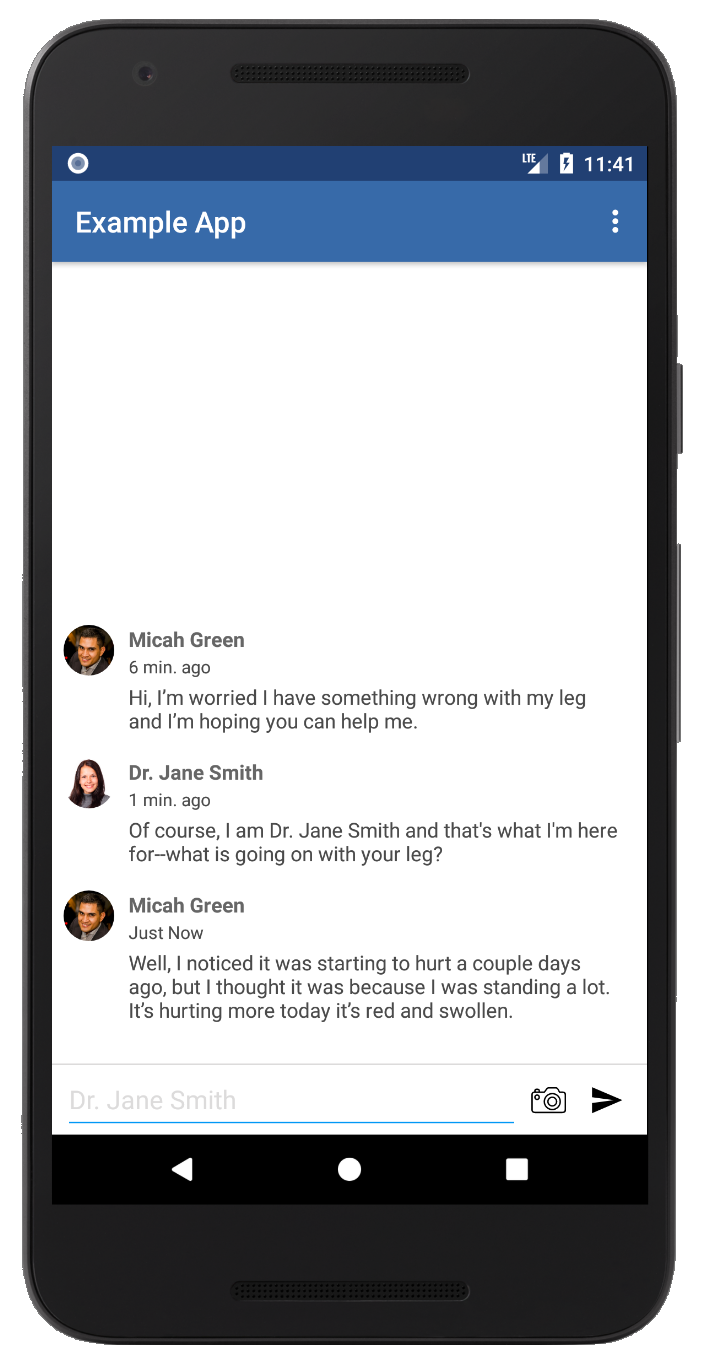 LTE 11:41
Example App
Micah Green
6 min. ago
Hi, I’m worried I have something wrong with my leg
and I’m hoping you can help me.
Dr. Jane Smith
1 min. ago
Of course, I am Dr. Jane Smith and that's what I'm here
for--what is going on with your leg?
Micah Green
Just Now
Well, I noticed it was starting to hurt a couple days
ago, but I thought it was because I was standing a lot.
It’s hurting more today it’s red and swollen.
Dr. Jane Smith